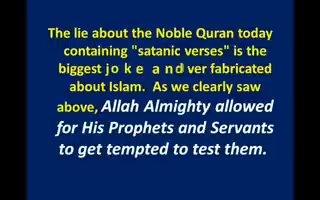 The lie about the Noble Quran today
containing "satanic verses" is the
biggest j o k e a n d ver fabricated
about Islam. As we clearly saw
above, Allah Almighty allowed
for His Prophets and Servants
to get tempted to test them.